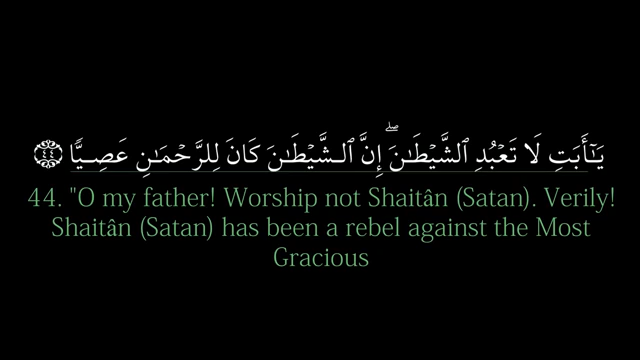 يَـٰٓأَبَتِ لَا تَعْبُدِ ٱلشَّيْطَـٰنَ ۖ إِنَّ ٱلشَّيْطَـٰنَ كَانَ لِلرَّحْمَـٰنِ عَصِيًّا ٤٤
44. "O my father! Worship not Shaitân (Satan). Verily!
Shaitân (Satan) has been a rebel against the Most
Gracious